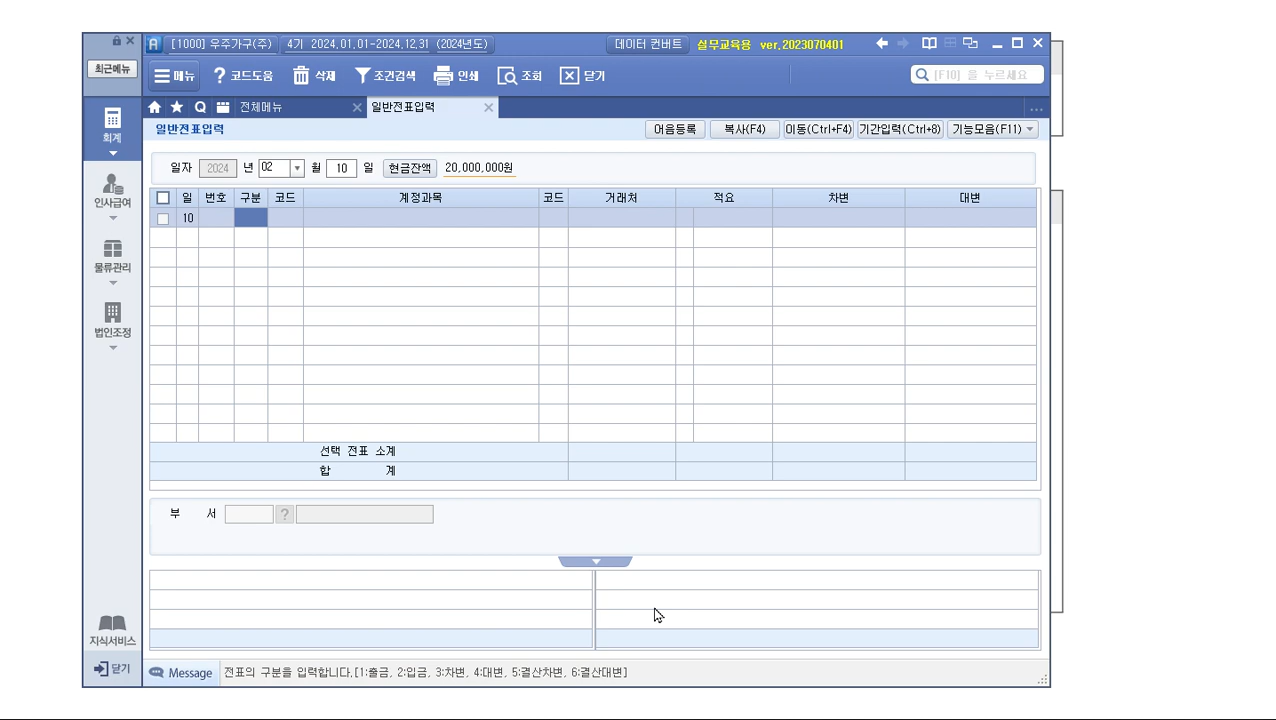 [1000] 우주가구(주) 4기 2024.01.01-2024.12.31 (2024년도) 데이터 컨버트 실무교육용 ver.2023070401
최근메뉴 메뉴 ? 코드도움 삭제 조건검색 인쇄 조회 닫기 [F10] 을 누르세요
전체메뉴 일반전표입력 ...
일반전표입력 어음등록 복사(F4) 이동(Ctrl+F4) 기간입력(Ctrl+8) 기능모음(F11)
회계
인사급여
물류관리
법인조정
일자 2024 년 02 월 10 일 현금잔액 20,000,000원
일 번호 구분 코드 계정과목 코드 거래처 적요 차변 대변
10
선택 전표 소계
합 계
부 서 ?
지식서비스
닫기
Message 전표의 구분을 입력합니다.[1:출금, 2:입금, 3:차변, 4:대변, 5:결산차변, 6:결산대변]